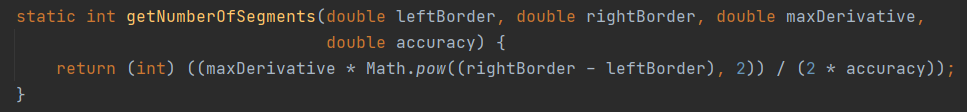 static int getNumberOfSegments(double leftBorder, double rightBorder, double maxDerivative,
double accuracy) {
return (int) ((maxDerivative * Math.pow((rightBorder - leftBorder), 2)) / (2 * accuracy));
}